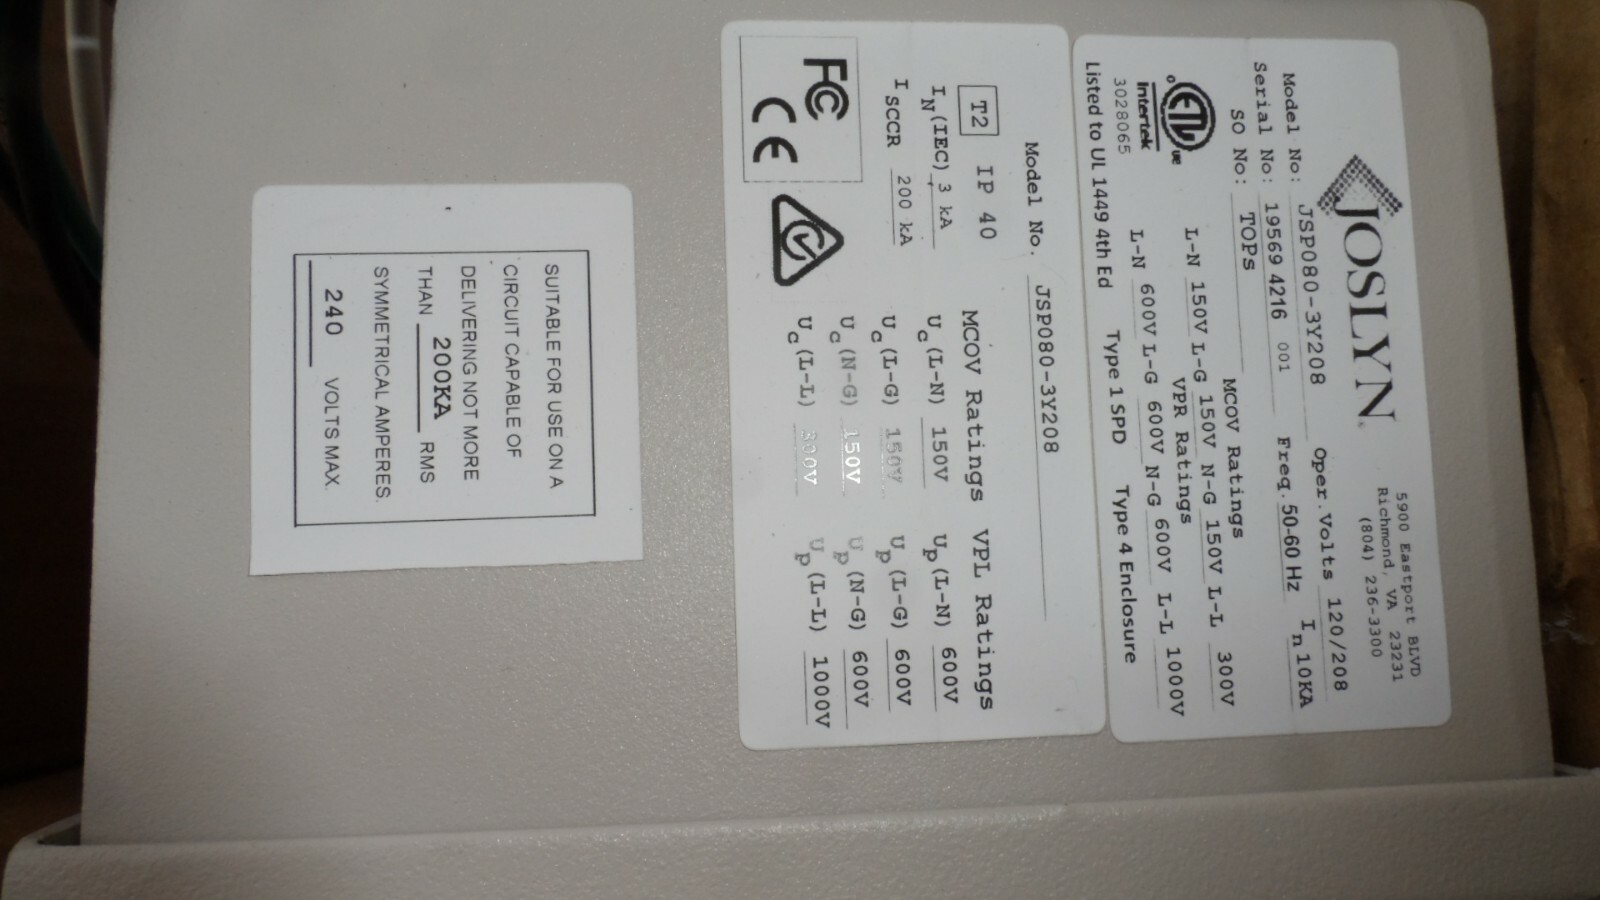 JOSLYN
5900 Eastport BLVD
Richmond, VA 23231
(804) 236-3300
Model No: JSP080-3Y208 Oper.Volts 120/208
Serial No: 19569 4216 001 Freq. 50-60 Hz In 10KA
SO No: TOPs
MCOV Ratings
L-N 150V L-G 150V N-G 150V L-L 300V
VPR Ratings
L-N 600V L-G 600V N-G 600V L-L 1000V
ETL
Intertek
3028065
Listed to UL 1449 4th Ed Type 1 SPD Type 4 Enclosure
Model No. JSP080-3Y208
T2 IP 40
IN (IEC) 3 kA
ISCCR 200 kA
FC
CE
MCOV Ratings VPL Ratings
Uc (L-N) 150V Up (L-N) 600V
Uc (L-G) 150V Up (L-G) 600V
Uc (N-G) 150V Up (N-G) 600V
Uc (L-L) 300V Up (L-L) 1000V
SUITABLE FOR USE ON A
CIRCUIT CAPABLE OF
DELIVERING NOT MORE
THAN 200KA RMS
SYMMETRICAL AMPERES.
240 VOLTS MAX.